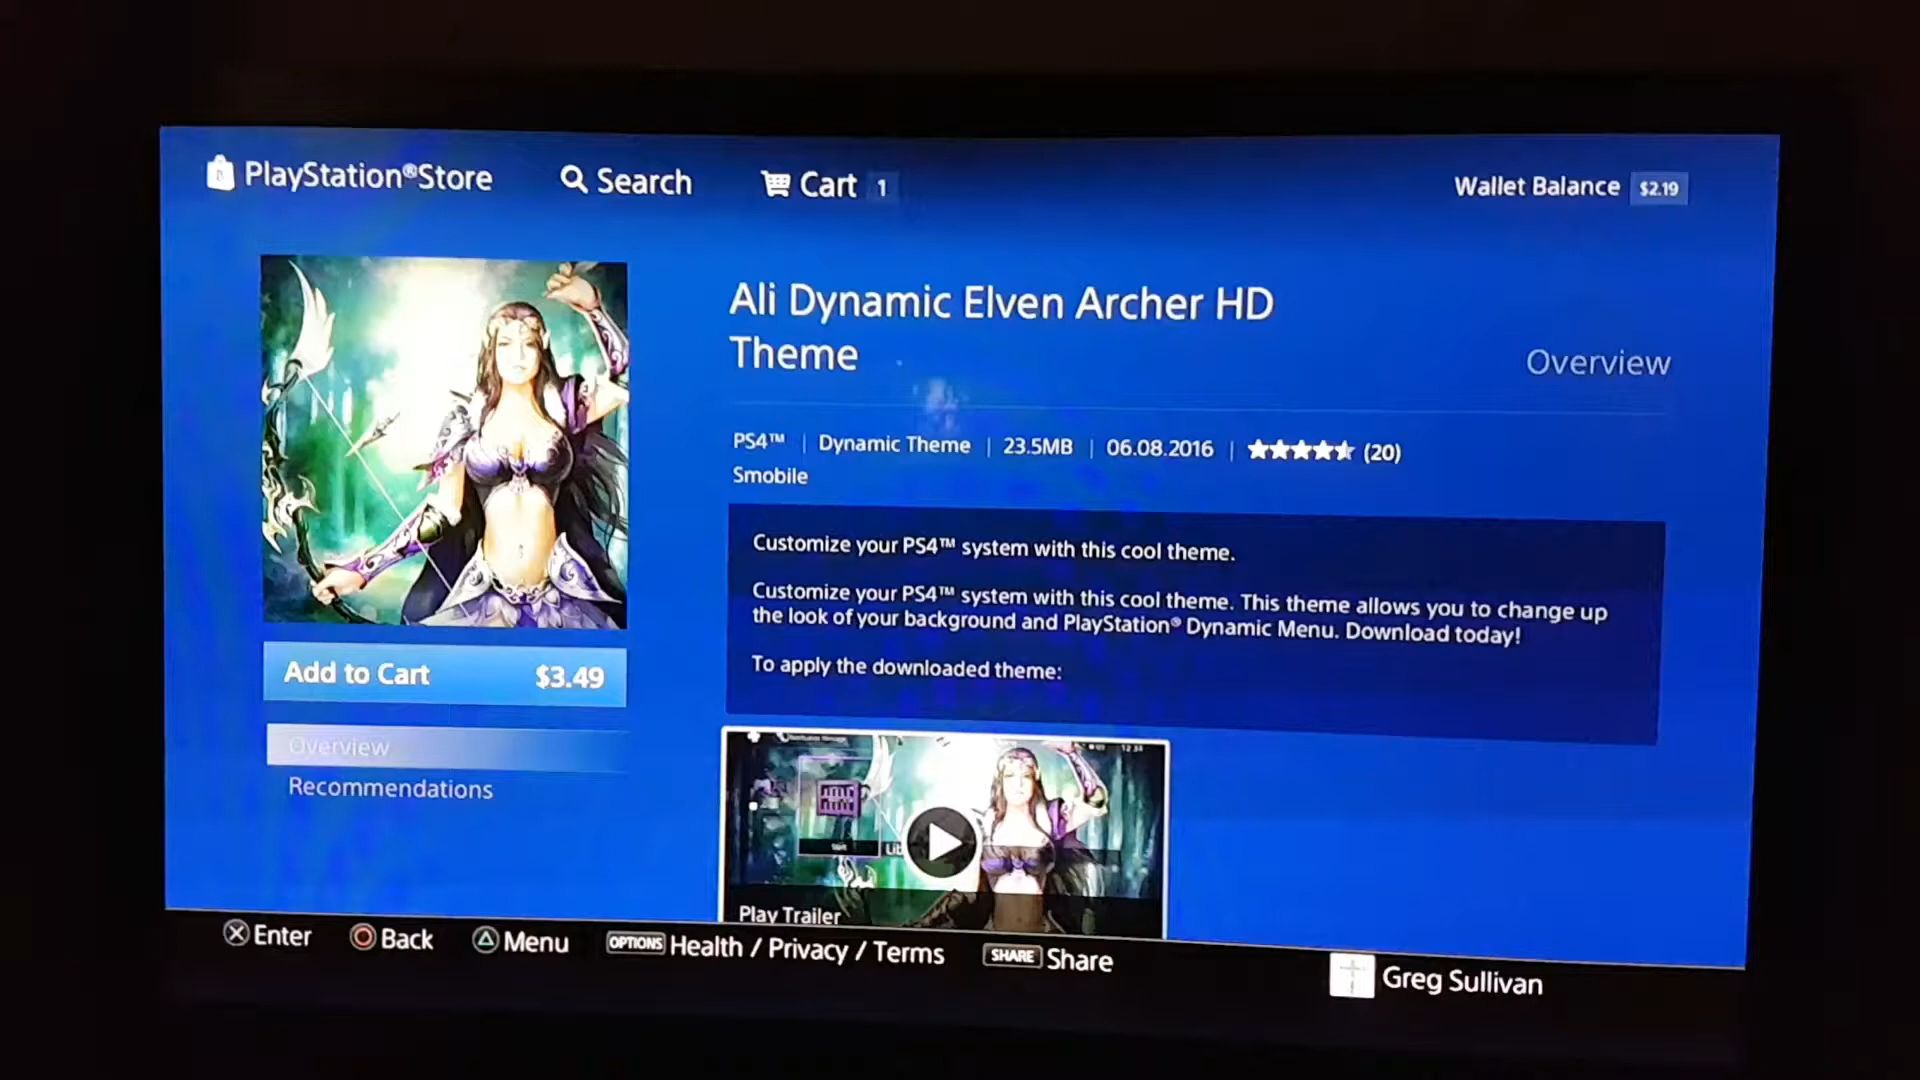 PlayStation®Store
Search
Cart 1
Wallet Balance $2.19
Ali Dynamic Elven Archer HD
Theme
Overview
PS4™ | Dynamic Theme | 23.5MB | 06.08.2016 | (20)
Smobile
Customize your PS4™ system with this cool theme.
Customize your PS4™ system with this cool theme. This theme allows you to change up
the look of your background and PlayStation® Dynamic Menu. Download today!
To apply the downloaded theme:
Add to Cart $3.49
Overview
Recommendations
Start
Play Trailer
Enter
Back
Menu
OPTIONS Health / Privacy / Terms
SHARE Share
Greg Sullivan